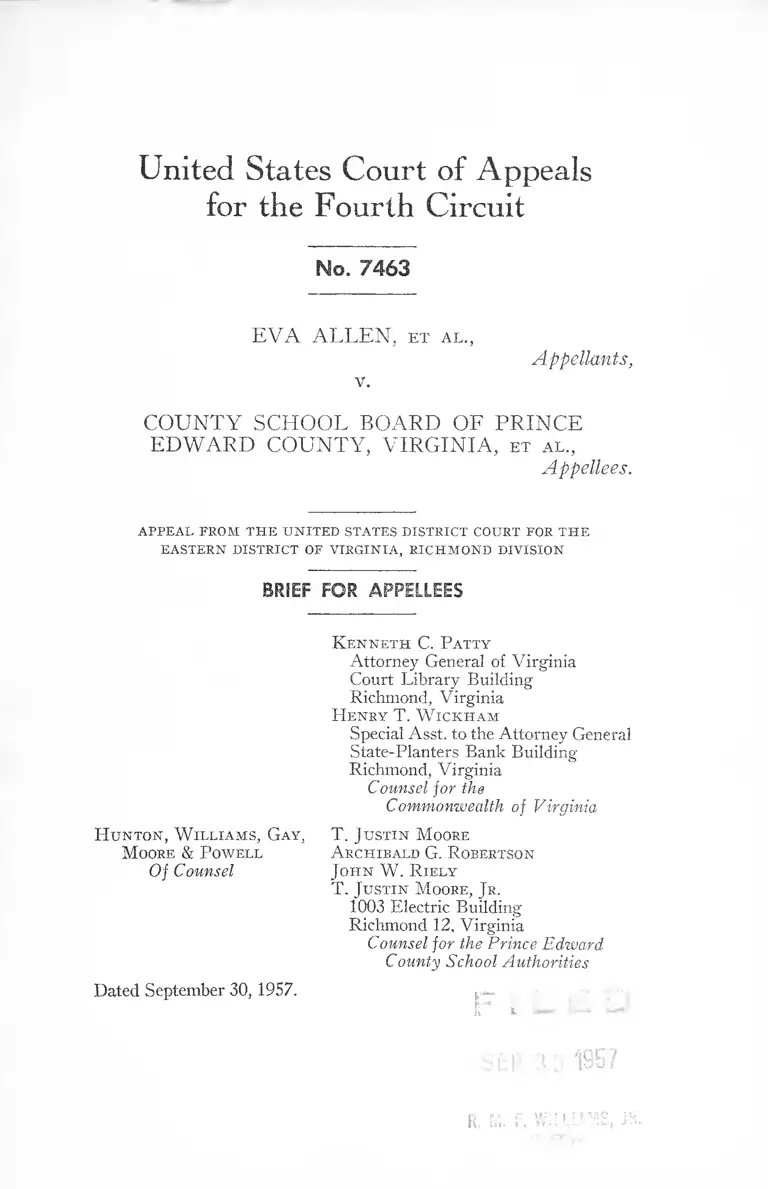 United States Court of Appeals
for the Fourth Circuit
No. 7463
EVA ALLEN, ET AL.,
Appellants,
v.
COUNTY SCHOOL BOARD OF PRINCE
EDWARD COUNTY, VIRGINIA, ET AL.,
Appellees.
APPEAL FROM THE UNITED STATES DISTRICT COURT FOR THE
EASTERN DISTRICT OF VIRGINIA, RICHMOND DIVISION
BRIEF FOR APPELLEES
KENNETH C. PATTY
Attorney General of Virginia
Court Library Building
Richmond, Virginia
HENRY T. WICKHAM
Special Asst. to the Attorney General
State-Planters Bank Building
Richmond, Virginia
Counsel for the
Commonwealth of Virginia
HUNTON, WILLIAMS, GAY,
MOORE & POWELL
Of Counsel
T. JUSTIN MOORE
ARCHIBALD G. ROBERTSON
JOHN W. RIELY
T. JUSTIN MOORE, JR.
1003 Electric Building
Richmond 12, Virginia
Counsel for the Prince Edward
County School Authorities
Dated September 30, 1957.
FILED
SEP 1957
R. M. F. WILLIAMS, JR.